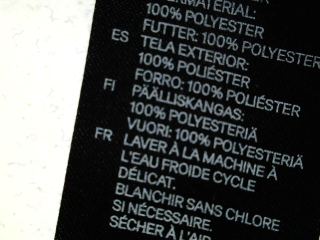 ERMATERIAL:
100% POLYESTER
FUTTER: 100% POLYESTER
ES TELA EXTERIOR:
100% POLIÉSTER
FORRO: 100% POLIÉSTER
FI PÄÄLLISKANGAS:
100% POLYESTERIÄ
VUORI: 100% POLYESTERIÄ
FR LAVER À LA MACHINE À
L'EAU FROIDE CYCLE
DÉLICAT.
BLANCHIR SANS CHLORE
SI NÉCESSAIRE.
SÉCHER À L'AIR